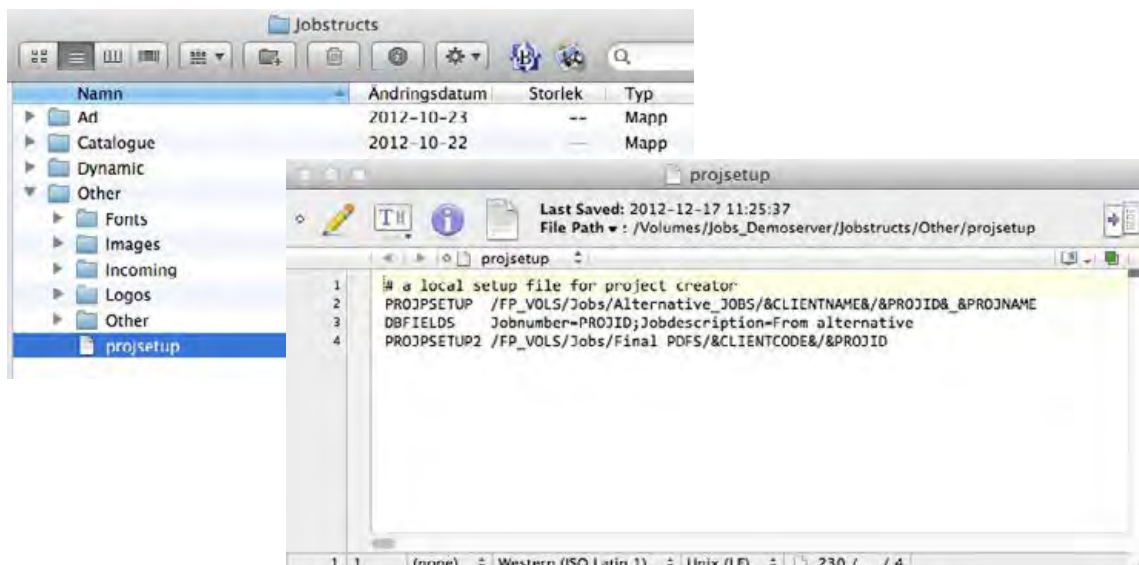 Jobstructs
Namn Ändringsdatum Storlek Typ
Ad 2012-10-23 -- Mapp
Catalogue 2012-10-22 -- Mapp
Dynamic
Other
Fonts
Images
Incoming
Logos
Other
projsetup
projsetup
Last Saved: 2012-12-17 11:25:37
File Path : /Volumes/Jobs_Demoserver/Jobstructs/Other/projsetup
projsetup
1 # a local setup file for project creator
2 PROJPSETUP /FP_VOLS/Jobs/Alternative_JOBS/&CLIENTNAME&/&PROJID&_&PROJNAME
3 DBFIELDS Jobnumber=PROJID;Jobdescription=From alternative
4 PROJPSETUP2 /FP_VOLS/Jobs/Final PDFS/&CLIENTCODE&/&PROJID
1 1 (none) Western (ISO Latin 1) Unix (LF) 230 / / 4